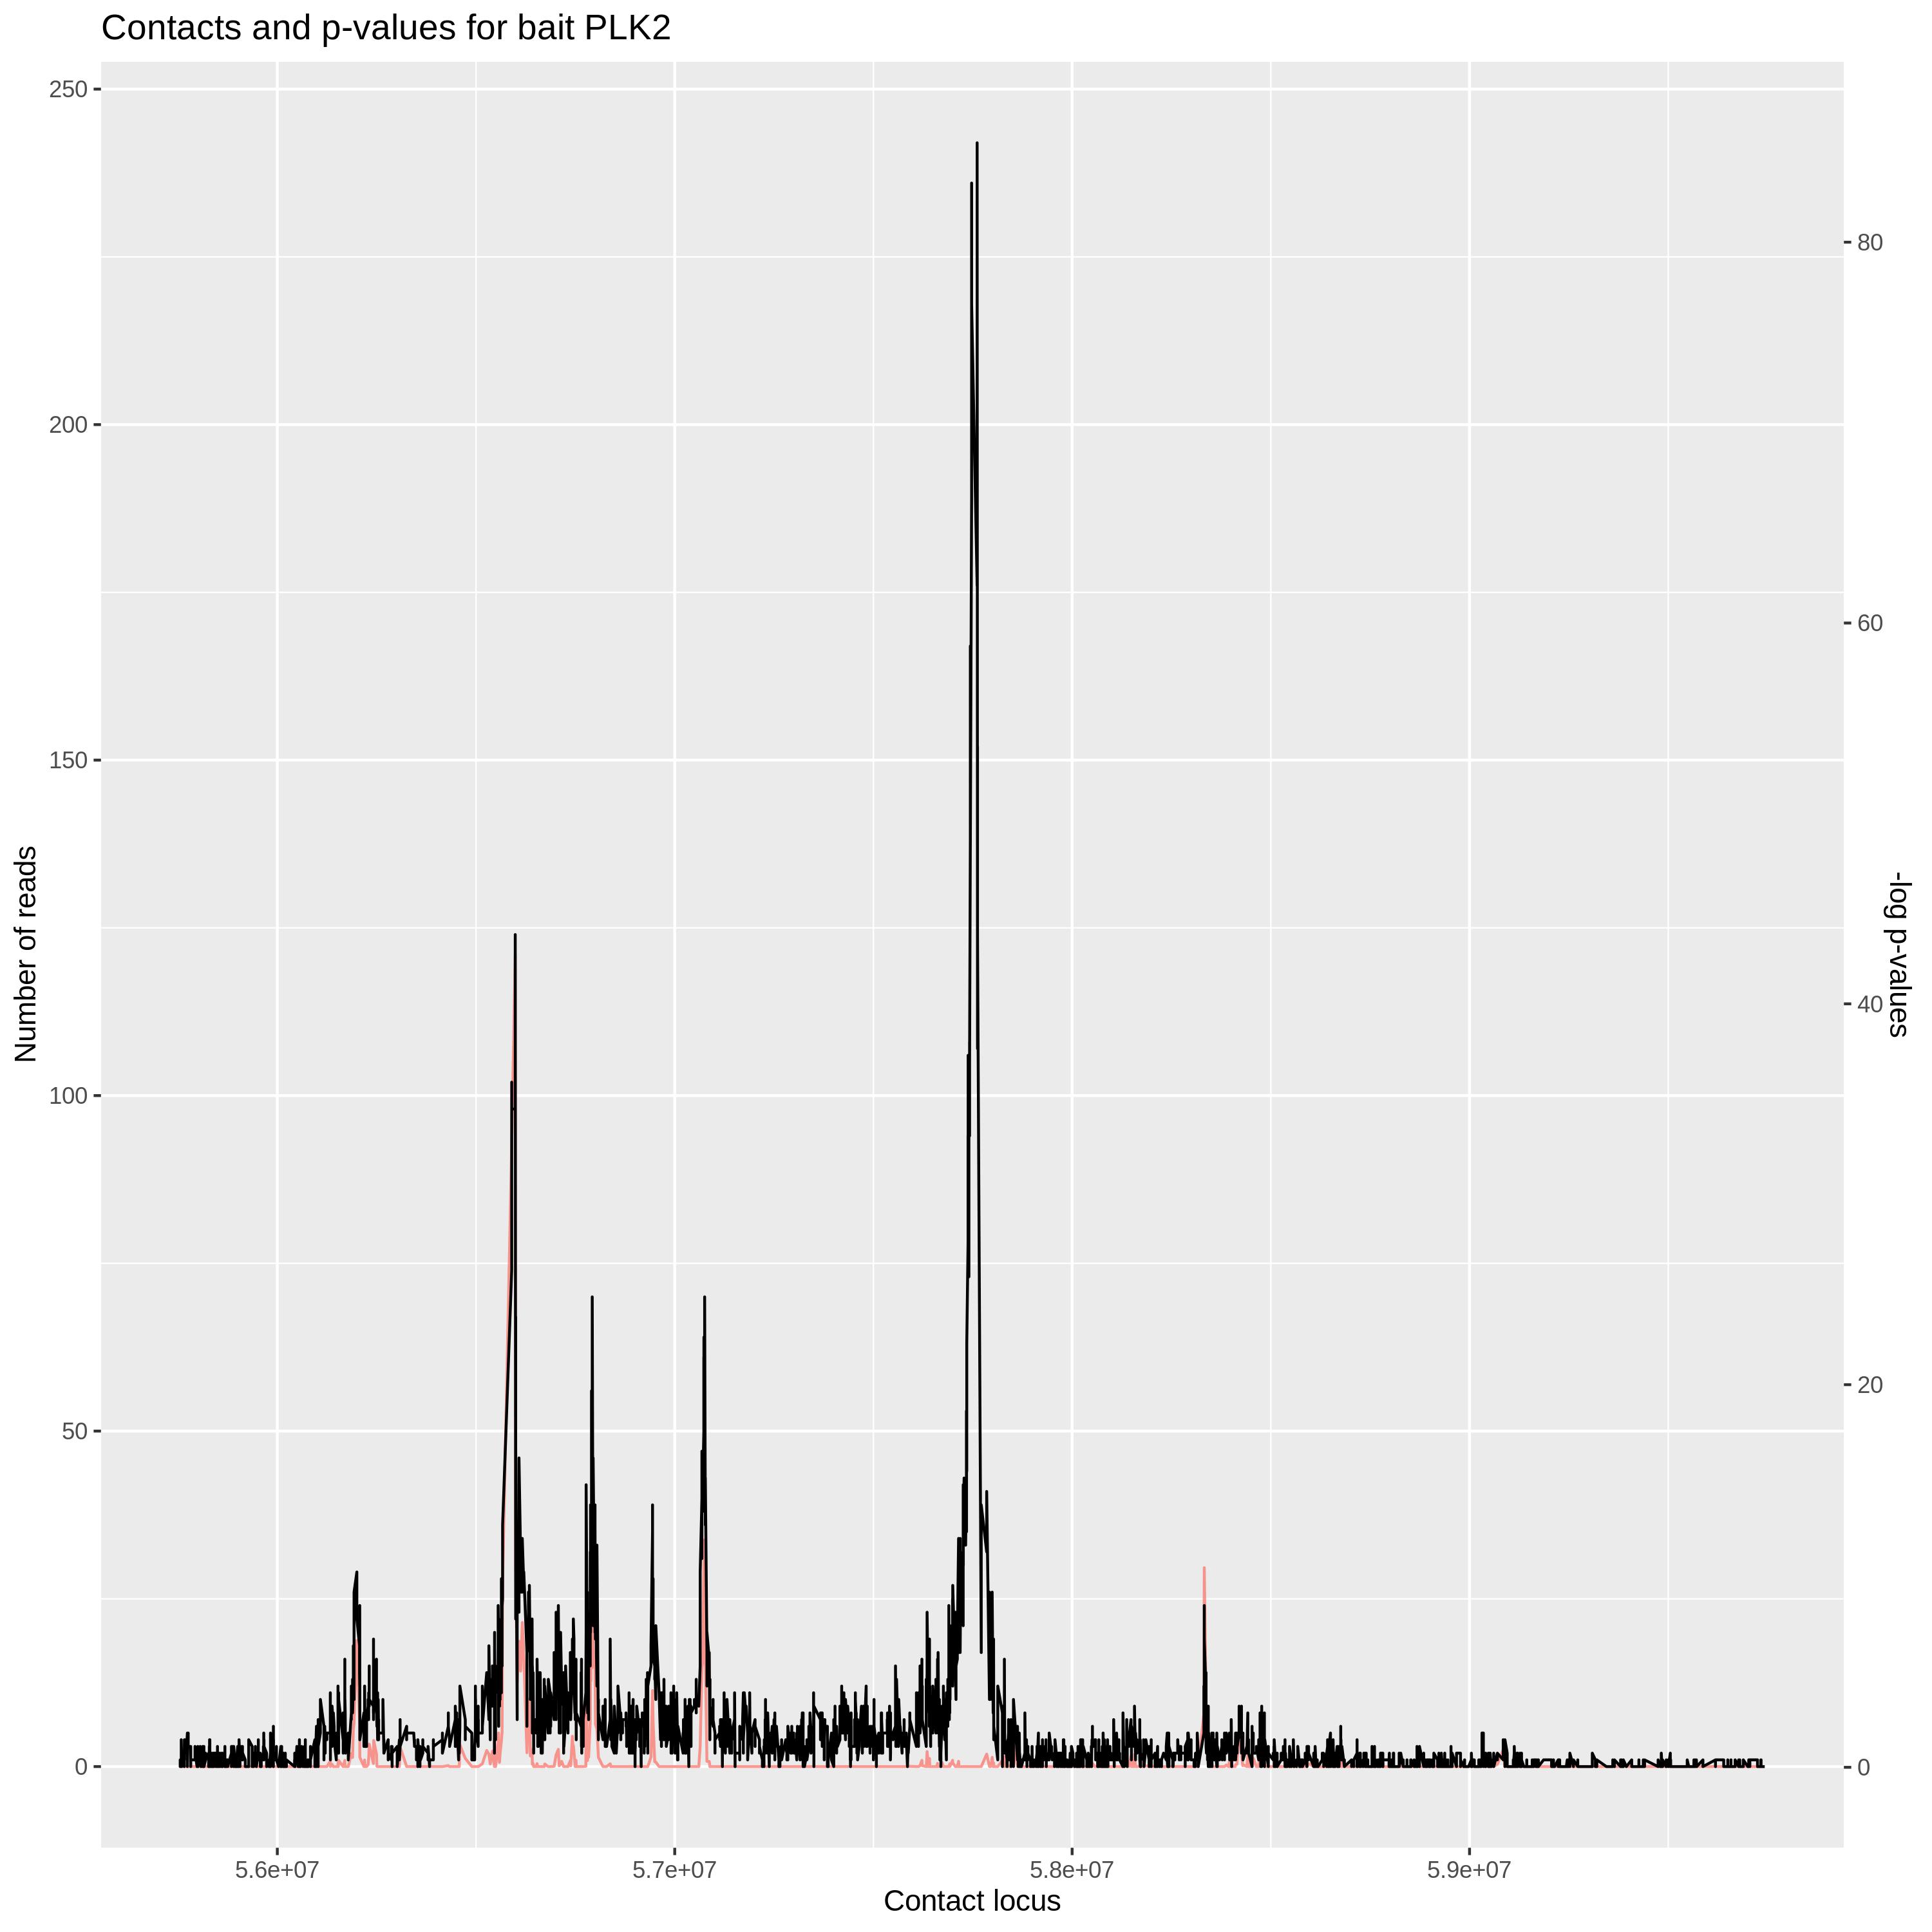 Contacts and p-values for bait PLK2
250
200
150
100
50
0
Number of reads
80
60
40
20
0
-log p-values
5.6e+07
5.7e+07
5.8e+07
5.9e+07
Contact locus